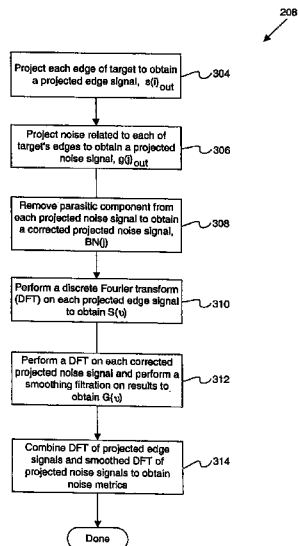 208
Project each edge of target to obtain
a projected edge signal, s(i)out
304
Project noise related to each of
target's edges to obtain a projected
noise signal, g(j)out
306
Remove parasitic component from
each projected noise signal to obtain
a corrected projected noise signal,
BN(j)
308
Perform a discrete Fourier transform
(DFT) on each projected edge signal
to obtain S(υ)
310
Perform a DFT on each corrected
projected noise signal and perform a
smoothing filtration on results to
obtain G(υ)
312
Combine DFT of projected edge
signals and smoothed DFT of
projected noise signals to obtain
noise metrics
314
Done